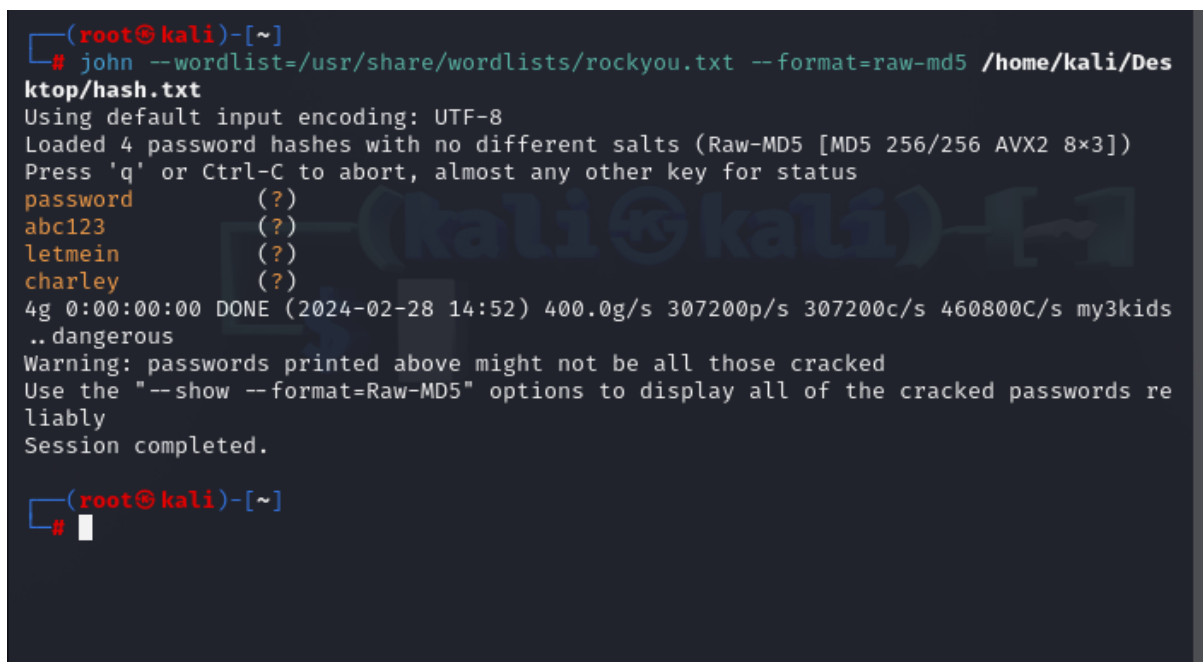 ┌──(root㉿kali)-[~]
└─# john --wordlist=/usr/share/wordlists/rockyou.txt --format=raw-md5 /home/kali/Des
ktop/hash.txt
Using default input encoding: UTF-8
Loaded 4 password hashes with no different salts (Raw-MD5 [MD5 256/256 AVX2 8×3])
Press 'q' or Ctrl-C to abort, almost any other key for status
password         (?)
abc123           (?)
letmein          (?)
charley          (?)
4g 0:00:00:00 DONE (2024-02-28 14:52) 400.0g/s 307200p/s 307200c/s 460800C/s my3kids
..dangerous
Warning: passwords printed above might not be all those cracked
Use the "--show --format=Raw-MD5" options to display all of the cracked passwords re
liably
Session completed.
┌──(root㉿kali)-[~]
└─#
(kali㉿kali)-[~]
$